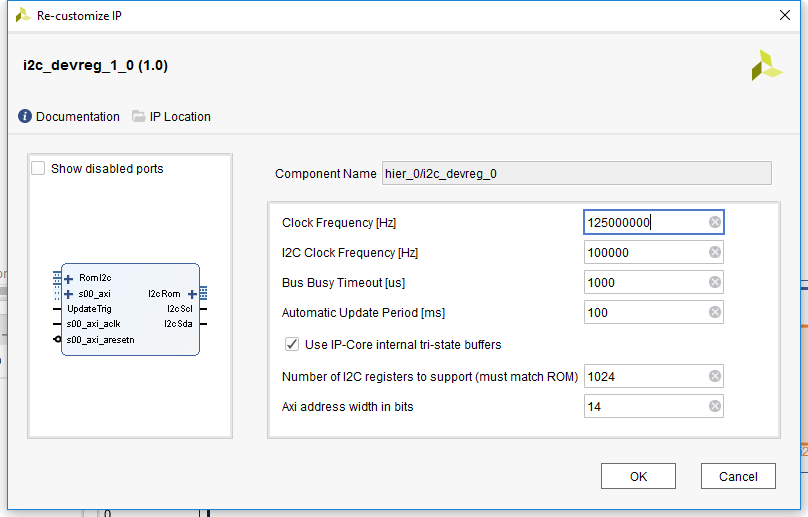 Re-customize IP
i2c_devreg_1_0 (1.0)
Documentation IP Location
Show disabled ports
RomI2c
s00_axi I2cRom
UpdateTrig I2cScl
s00_axi_aclk I2cSda
s00_axi_aresetn
Component Name hier_0/i2c_devreg_0
Clock Frequency [Hz] 125000000
I2C Clock Frequency [Hz] 100000
Bus Busy Timeout [us] 1000
Automatic Update Period [ms] 100
Use IP-Core internal tri-state buffers
Number of I2C registers to support (must match ROM) 1024
Axi address width in bits 14
OK Cancel